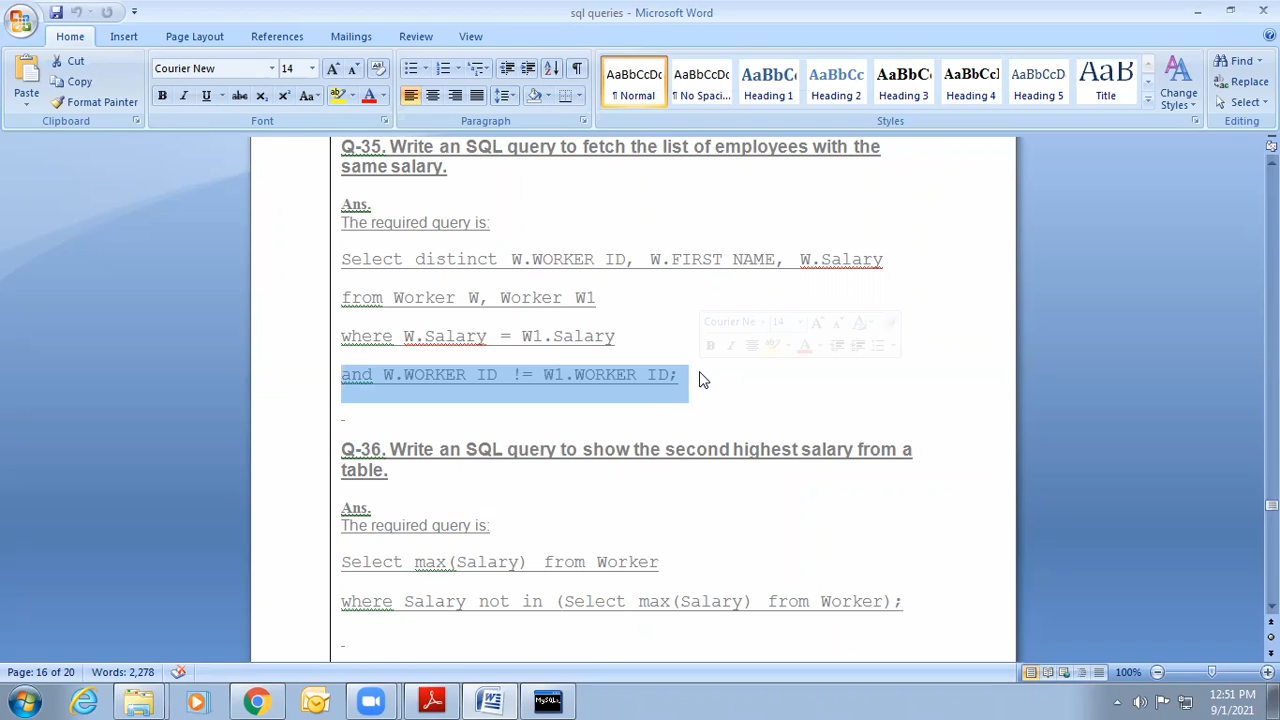 sql queries - Microsoft Word
Home Insert Page Layout References Mailings Review View
Paste Cut Copy Format Painter
Courier New 14
AaBbCcDc AaBbCcDc AaBbC AaBbCc AaBbCc AaBbCcI AaBbCcD AaB
¶ Normal ¶ No Spaci... Heading 1 Heading 2 Heading 3 Heading 4 Heading 5 Title Change Styles
Find Replace Select
Clipboard Font Paragraph Styles Editing
Q-35. Write an SQL query to fetch the list of employees with the
same salary.
Ans.
The required query is:
Select distinct W.WORKER ID, W.FIRST NAME, W.Salary
from Worker W, Worker W1
Courier Ne 14
where W.Salary = W1.Salary
and W.WORKER ID != W1.WORKER ID;
Q-36. Write an SQL query to show the second highest salary from a
table.
Ans.
The required query is:
Select max(Salary) from Worker
where Salary not in (Select max(Salary) from Worker);
Page: 16 of 20 Words: 2,278 100%
MySQL
12:51 PM
9/1/2021